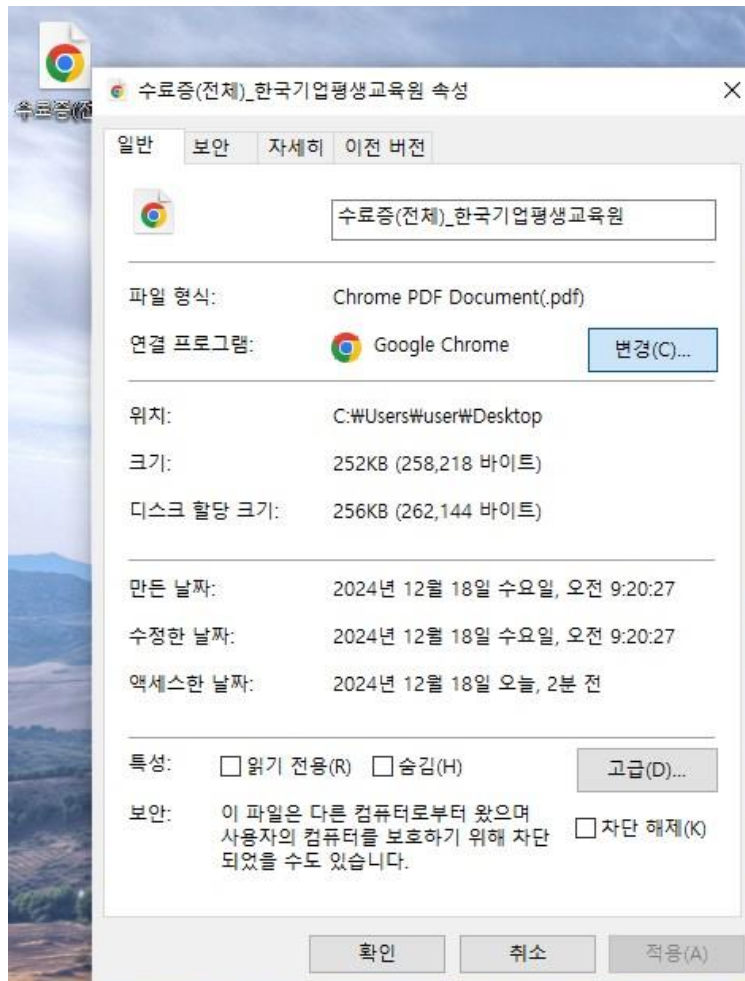 수료증(전
수료증(전체)_한국기업평생교육원 속성
일반 보안 자세히 이전 버전
수료증(전체)_한국기업평생교육원
파일 형식: Chrome PDF Document(.pdf)
연결 프로그램: Google Chrome 변경(C)...
위치: C:₩Users₩user₩Desktop
크기: 252KB (258,218 바이트)
디스크 할당 크기: 256KB (262,144 바이트)
만든 날짜: 2024년 12월 18일 수요일, 오전 9:20:27
수정한 날짜: 2024년 12월 18일 수요일, 오전 9:20:27
액세스한 날짜: 2024년 12월 18일 오늘, 2분 전
특성: 읽기 전용(R) 숨김(H) 고급(D)...
보안: 이 파일은 다른 컴퓨터로부터 왔으며
사용자의 컴퓨터를 보호하기 위해 차단 차단 해제(K)
되었을 수도 있습니다.
확인 취소 적용(A)